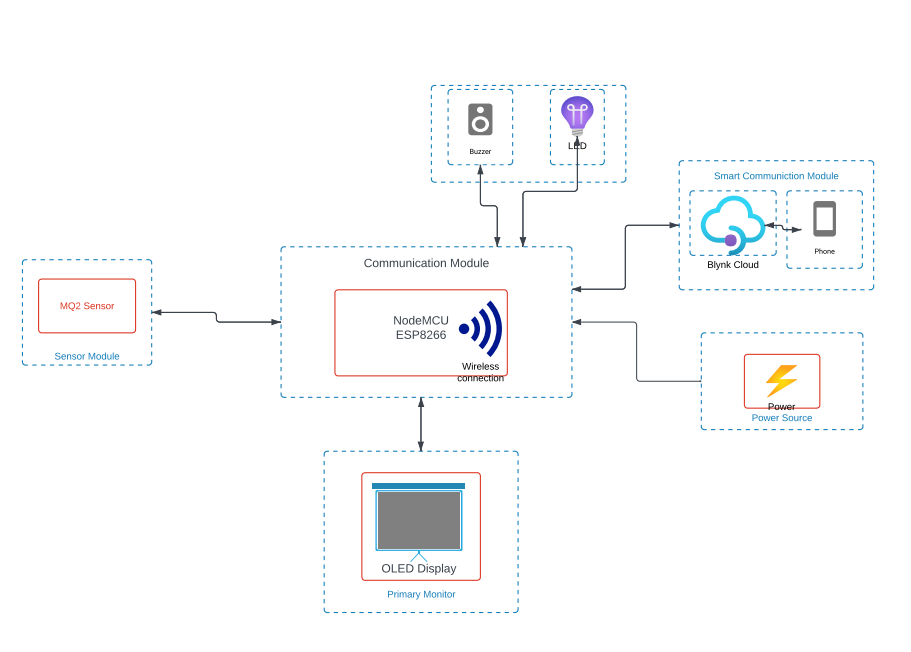 Buzzer
LED
Smart Communiction Module
Blynk Cloud
Phone
Communication Module
NodeMCU
ESP8266
Wireless
connection
MQ2 Sensor
Sensor Module
Power
Power Source
OLED Display
Primary Monitor